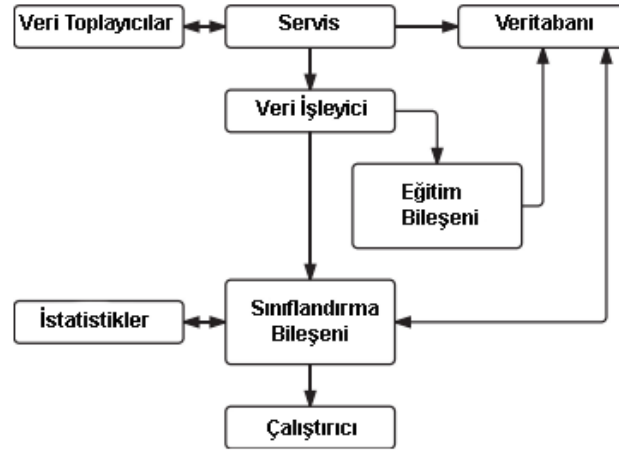 Veri Toplayıcılar
Servis
Veritabanı
Veri İşleyici
Eğitim
Bileşeni
İstatistikler
Sınıflandırma
Bileşeni
Çalıştırıcı